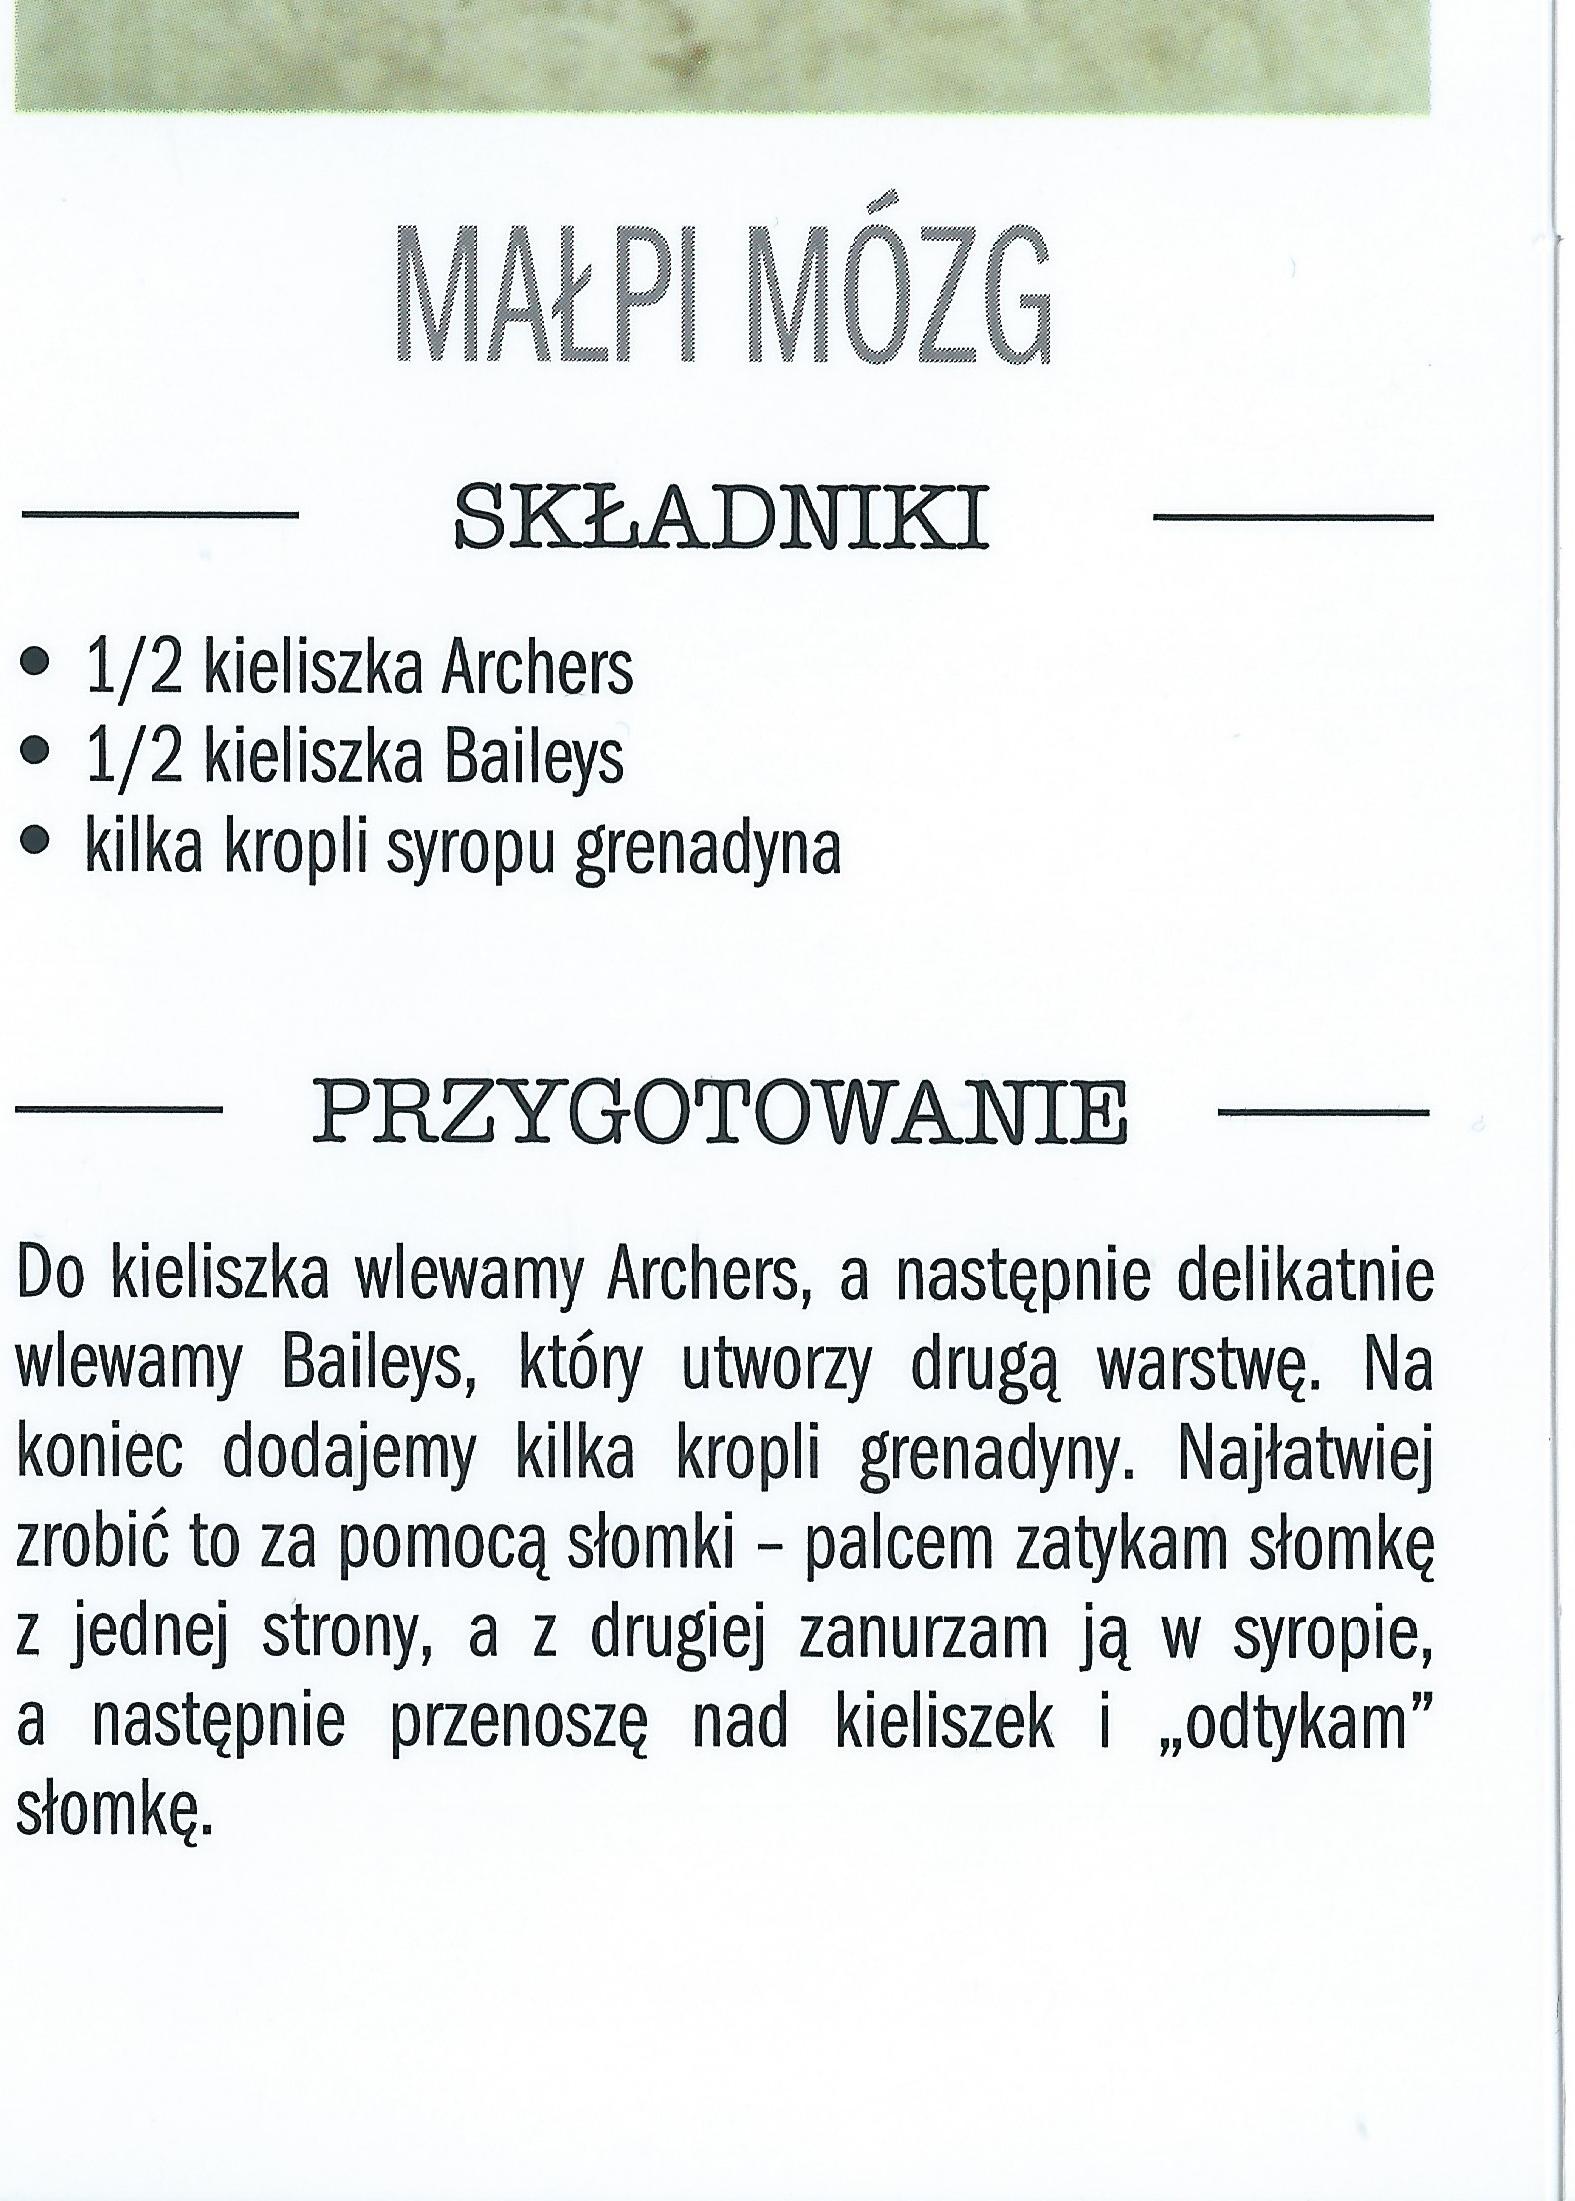 MAŁPI MÓZG
SKŁADNIKI
• 1/2 kieliszka Archers
• 1/2 kieliszka Baileys
• kilka kropli syropu grenadyna
PRZYGOTOWANIE
Do kieliszka wlewamy Archers, a następnie delikatnie
wlewamy Baileys, który utworzy drugą warstwę. Na
koniec dodajemy kilka kropli grenadyny. Najłatwiej
zrobić to za pomocą słomki – palcem zatykam słomkę
z jednej strony, a z drugiej zanurzam ją w syropie,
a następnie przenoszę nad kieliszek i „odtykam”
słomkę.